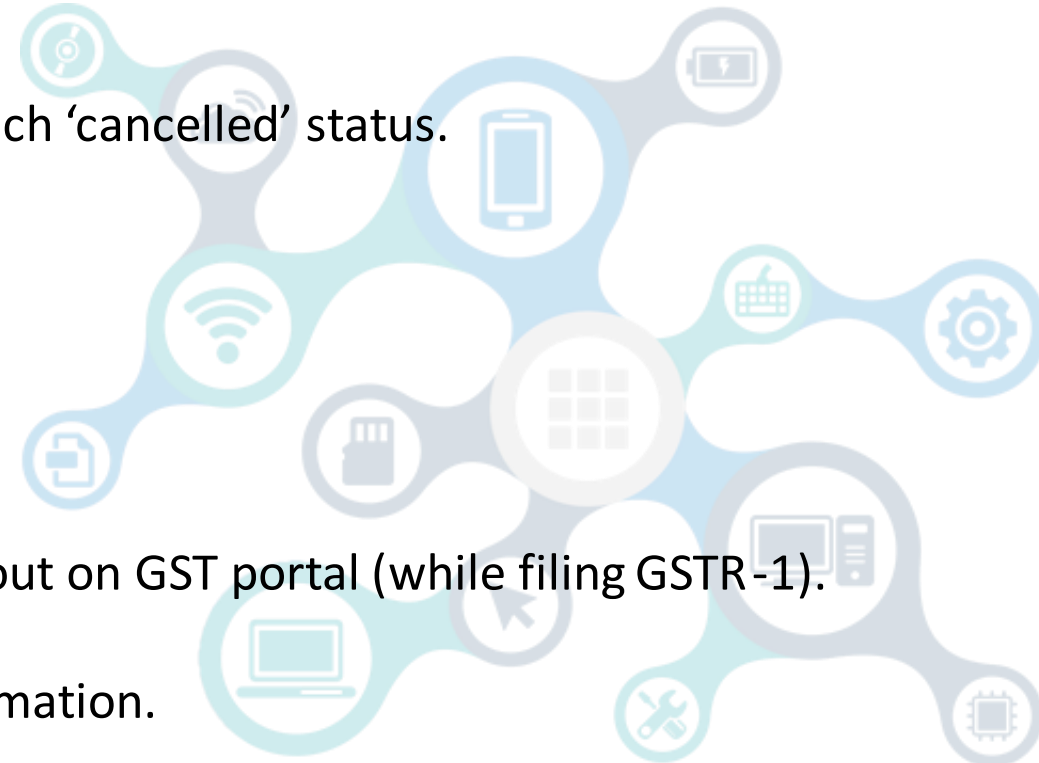 ch ‘cancelled’ status.
out on GST portal (while filing GSTR-1).
mation.